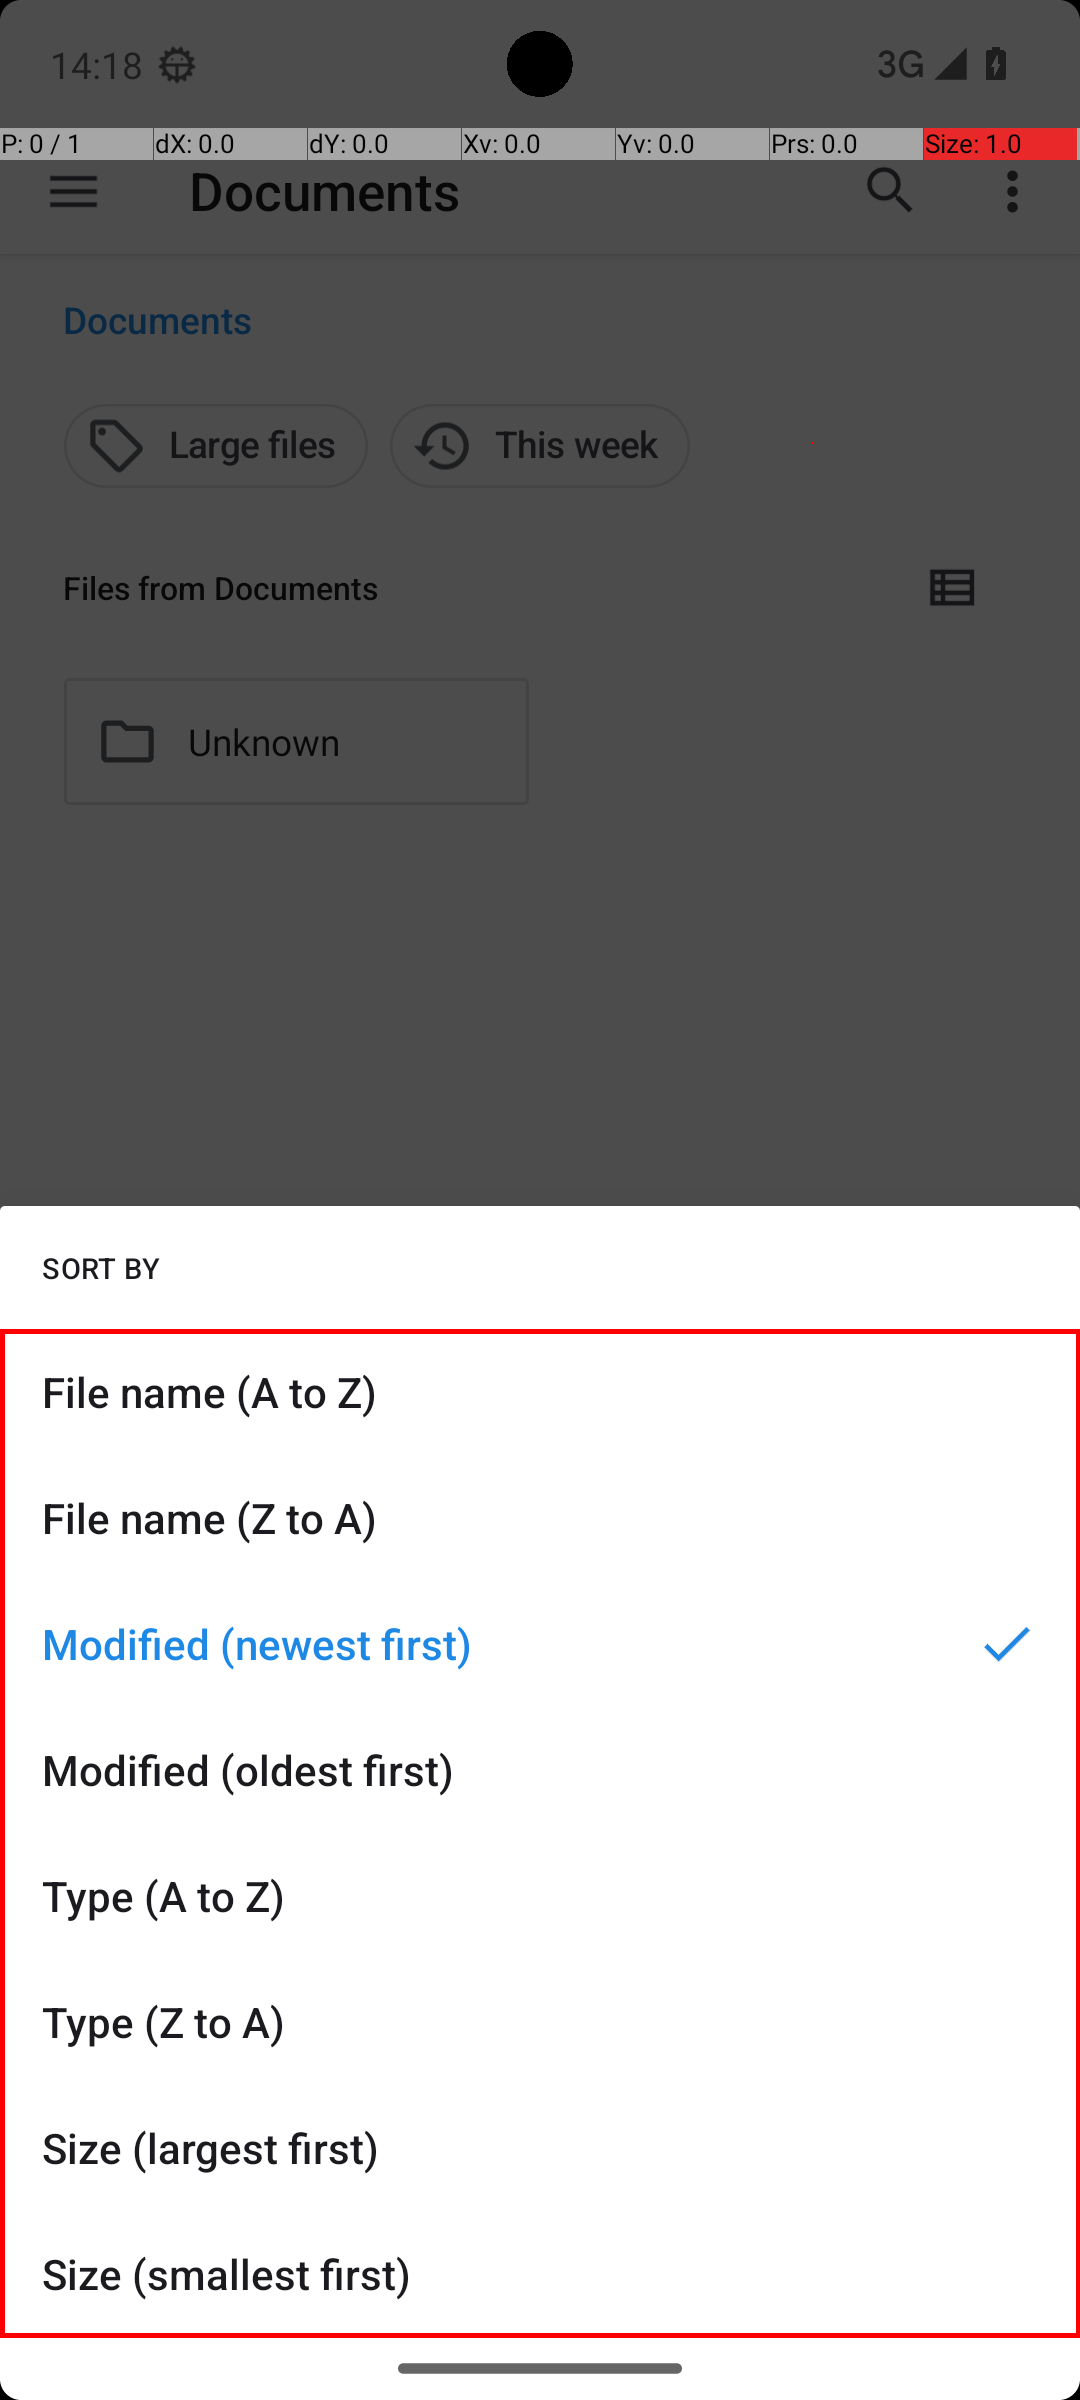 14:18
3G
P: 0 / 1
dX: 0.0
dY: 0.0
Xv: 0.0
Yv: 0.0
Prs: 0.0
Size: 1.0
Documents
Documents
Large files
This week
Files from Documents
Unknown
SORT BY
File name (A to Z)
File name (Z to A)
Modified (newest first)
Modified (oldest first)
Type (A to Z)
Type (Z to A)
Size (largest first)
Size (smallest first)